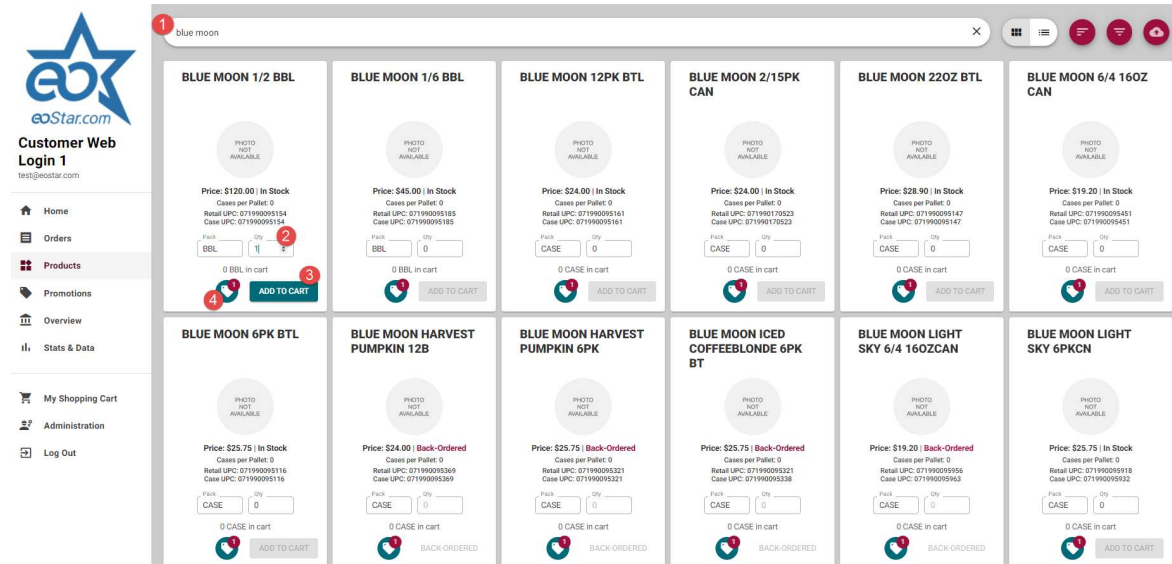 eo
eoStar.com
Customer Web
Login 1
test@eostar.com
Home
Orders
Products
Promotions
Overview
Stats & Data
My Shopping Cart
Administration
Log Out
1
blue moon
BLUE MOON 1/2 BBL
PHOTO
NOT
AVAILABLE
Price: $120.00 | In Stock
Cases per Pallet: 0
Retail UPC: 071990095154
Case UPC: 071990095154
Pack Qty 2
BBL 1
0 BBL in cart
3
4 1 ADD TO CART
BLUE MOON 1/6 BBL
PHOTO
NOT
AVAILABLE
Price: $45.00 | In Stock
Cases per Pallet: 0
Retail UPC: 071990095185
Case UPC: 071990095185
Pack Qty
BBL 0
0 BBL in cart
1 ADD TO CART
BLUE MOON 12PK BTL
PHOTO
NOT
AVAILABLE
Price: $24.00 | In Stock
Cases per Pallet: 0
Retail UPC: 071990095161
Case UPC: 071990095161
Pack Qty
CASE 0
0 CASE in cart
1 ADD TO CART
BLUE MOON 2/15PK
CAN
PHOTO
NOT
AVAILABLE
Price: $24.00 | In Stock
Cases per Pallet: 0
Retail UPC: 071990170523
Case UPC: 071990170523
Pack Qty
CASE 0
0 CASE in cart
1 ADD TO CART
BLUE MOON 22OZ BTL
PHOTO
NOT
AVAILABLE
Price: $28.90 | In Stock
Cases per Pallet: 0
Retail UPC: 071990095147
Case UPC: 071990095147
Pack Qty
CASE 0
0 CASE in cart
1 ADD TO CART
BLUE MOON 6/4 16OZ
CAN
PHOTO
NOT
AVAILABLE
Price: $19.20 | In Stock
Cases per Pallet: 0
Retail UPC: 071990095451
Case UPC: 071990095451
Pack Qty
CASE 0
0 CASE in cart
1 ADD TO CART
BLUE MOON 6PK BTL
PHOTO
NOT
AVAILABLE
Price: $25.75 | In Stock
Cases per Pallet: 0
Retail UPC: 071990095116
Case UPC: 071990095116
Pack Qty
CASE 0
0 CASE in cart
1 ADD TO CART
BLUE MOON HARVEST
PUMPKIN 12B
PHOTO
NOT
AVAILABLE
Price: $24.00 | Back-Ordered
Cases per Pallet: 0
Retail UPC: 071990095369
Case UPC: 071990095369
Pack Qty
CASE 0
0 CASE in cart
1 BACK-ORDERED
BLUE MOON HARVEST
PUMPKIN 6PK
PHOTO
NOT
AVAILABLE
Price: $25.75 | Back-Ordered
Cases per Pallet: 0
Retail UPC: 071990095321
Case UPC: 071990095321
Pack Qty
CASE 0
0 CASE in cart
1 BACK-ORDERED
BLUE MOON ICED
COFFEEBLONDE 6PK
BT
PHOTO
NOT
AVAILABLE
Price: $25.75 | Back-Ordered
Cases per Pallet: 0
Retail UPC: 071990095321
Case UPC: 071990095338
Pack Qty
CASE 0
0 CASE in cart
1 BACK-ORDERED
BLUE MOON LIGHT
SKY 6/4 16OZCAN
PHOTO
NOT
AVAILABLE
Price: $19.20 | Back-Ordered
Cases per Pallet: 0
Retail UPC: 071990095956
Case UPC: 071990095963
Pack Qty
CASE 0
0 CASE in cart
1 BACK-ORDERED
BLUE MOON LIGHT
SKY 6PKCN
PHOTO
NOT
AVAILABLE
Price: $25.75 | In Stock
Cases per Pallet: 0
Retail UPC: 071990095918
Case UPC: 071990095932
Pack Qty
CASE 0
0 CASE in cart
1 ADD TO CART